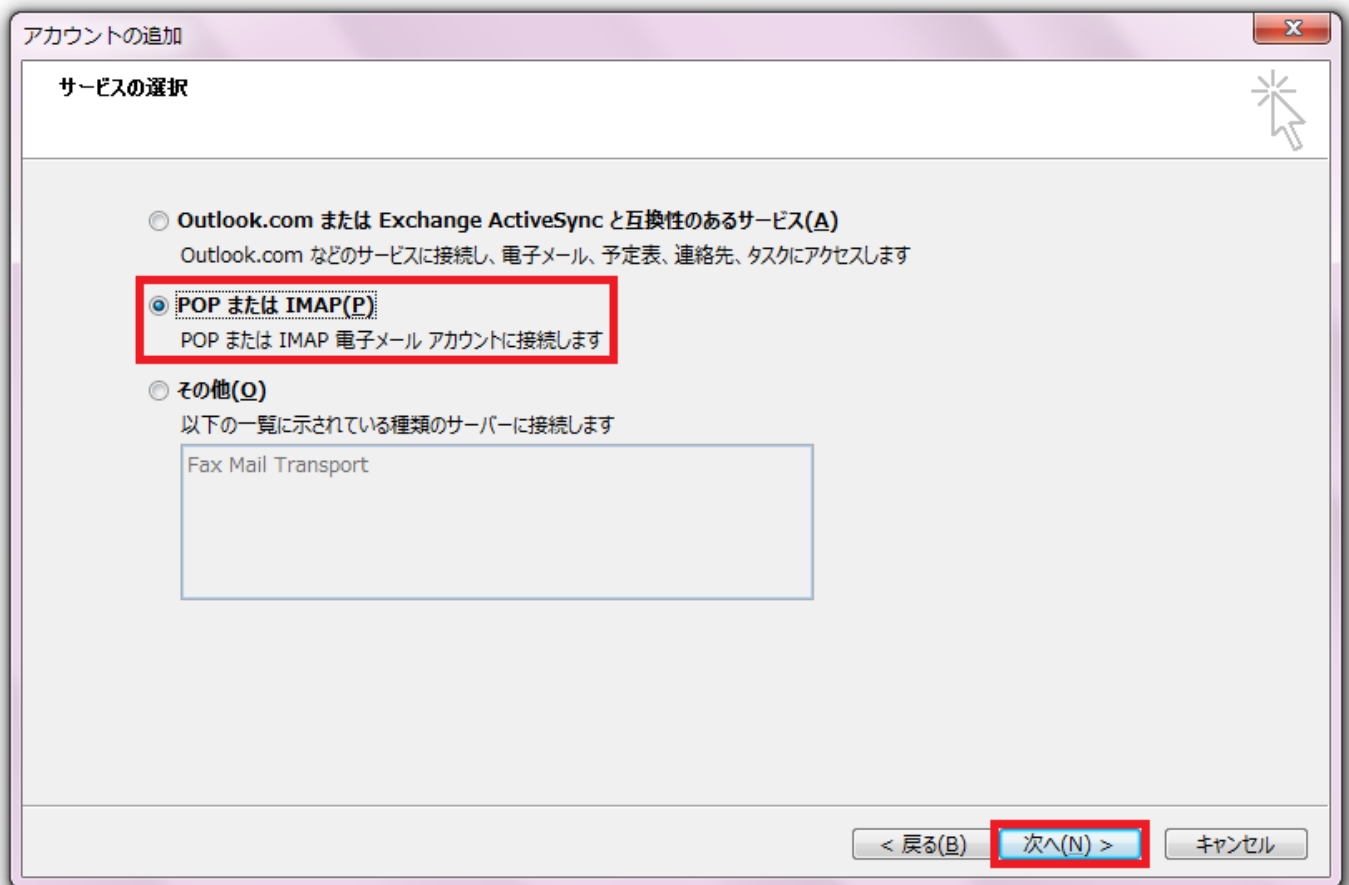 アカウントの追加
サービスの選択
Outlook.com または Exchange ActiveSync と互換性のあるサービス(A)
Outlook.com などのサービスに接続し、電子メール、予定表、連絡先、タスクにアクセスします
POP または IMAP(P)
POP または IMAP 電子メール アカウントに接続します
その他(O)
以下の一覧に示されている種類のサーバーに接続します
Fax Mail Transport
< 戻る(B) 次へ(N) > キャンセル